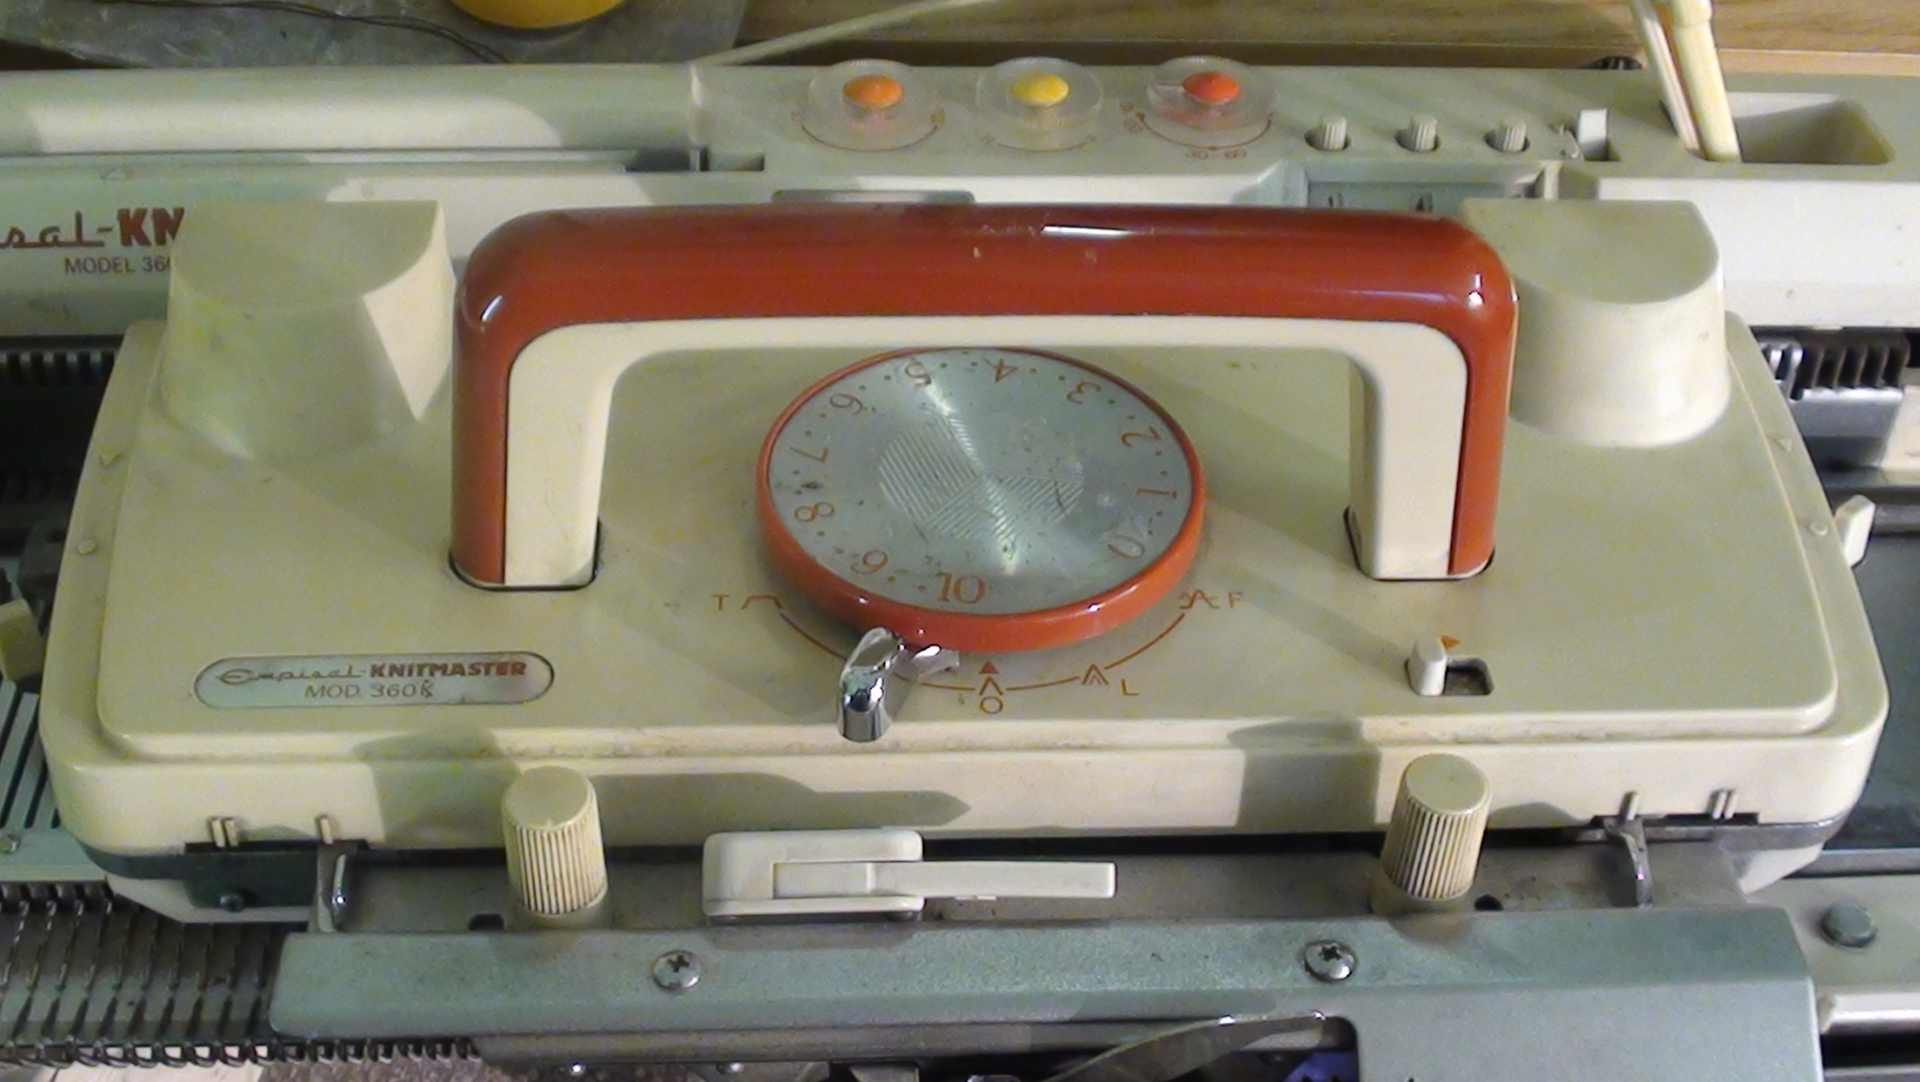 sal-KN
MODEL 36
5 4 3
6 2
7 1
8 0
9 10
T F
L
O
Empisal-KNITMASTER
MOD. 360K